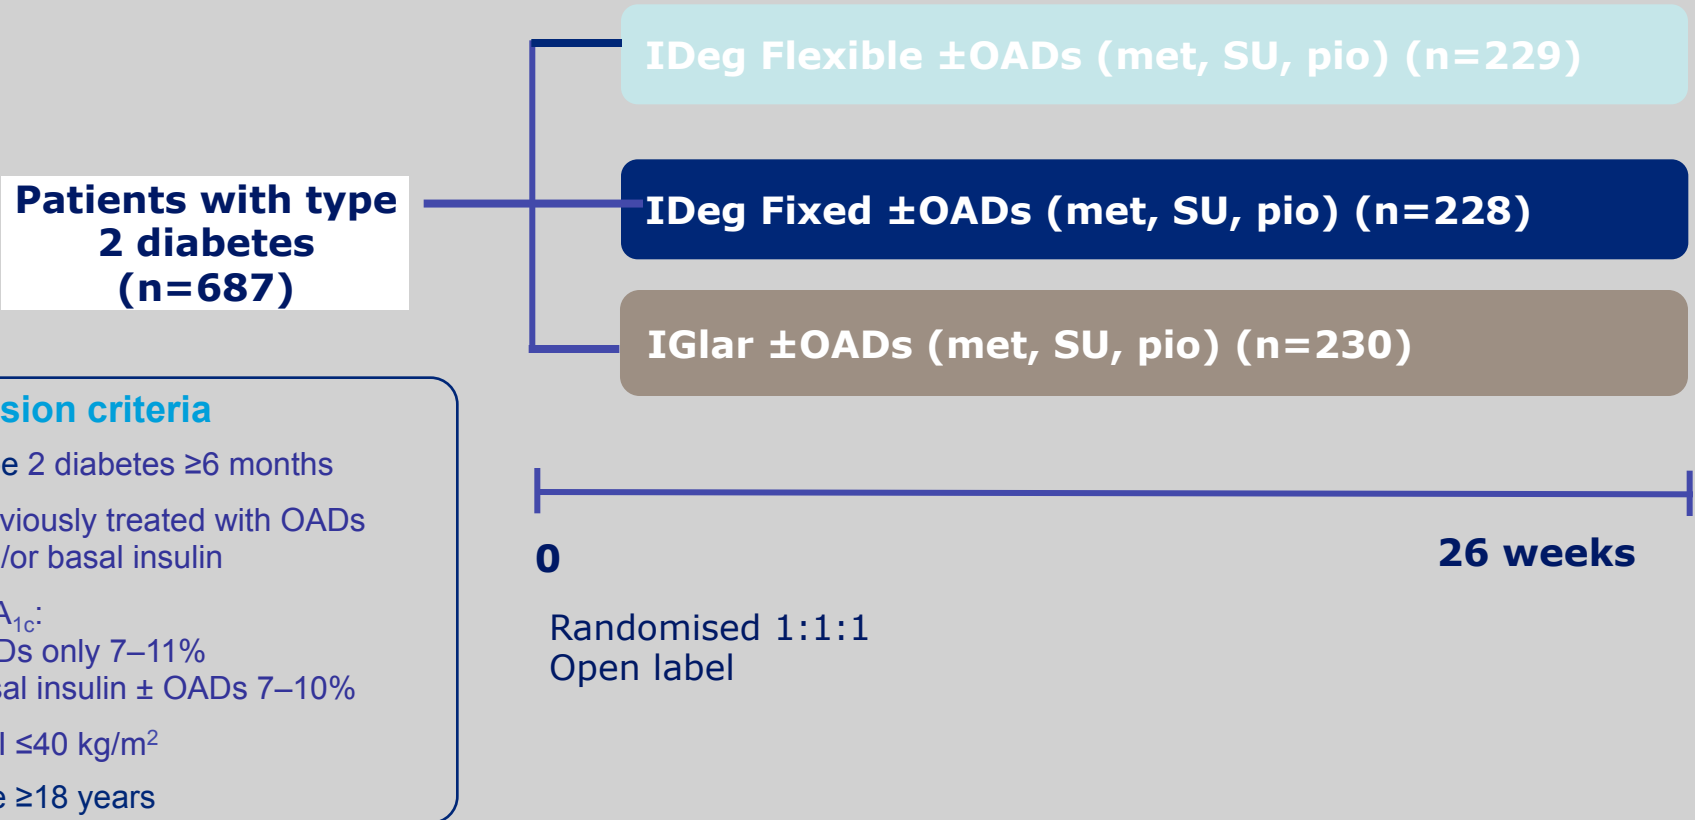 IDeg Flexible ±OADs (met, SU, pio) (n=229)
IDeg Fixed ±OADs (met, SU, pio) (n=228)
Patients with type
2 diabetes
(n=687)
IGlar ±OADs (met, SU, pio) (n=230)
sion criteria
e 2 diabetes ≥6 months
viously treated with OADs
/or basal insulin
A₁c:
Ds only 7–11%
sal insulin ± OADs 7–10%
I ≤40 kg/m²
e ≥18 years
0
26 weeks
Randomised 1:1:1
Open label